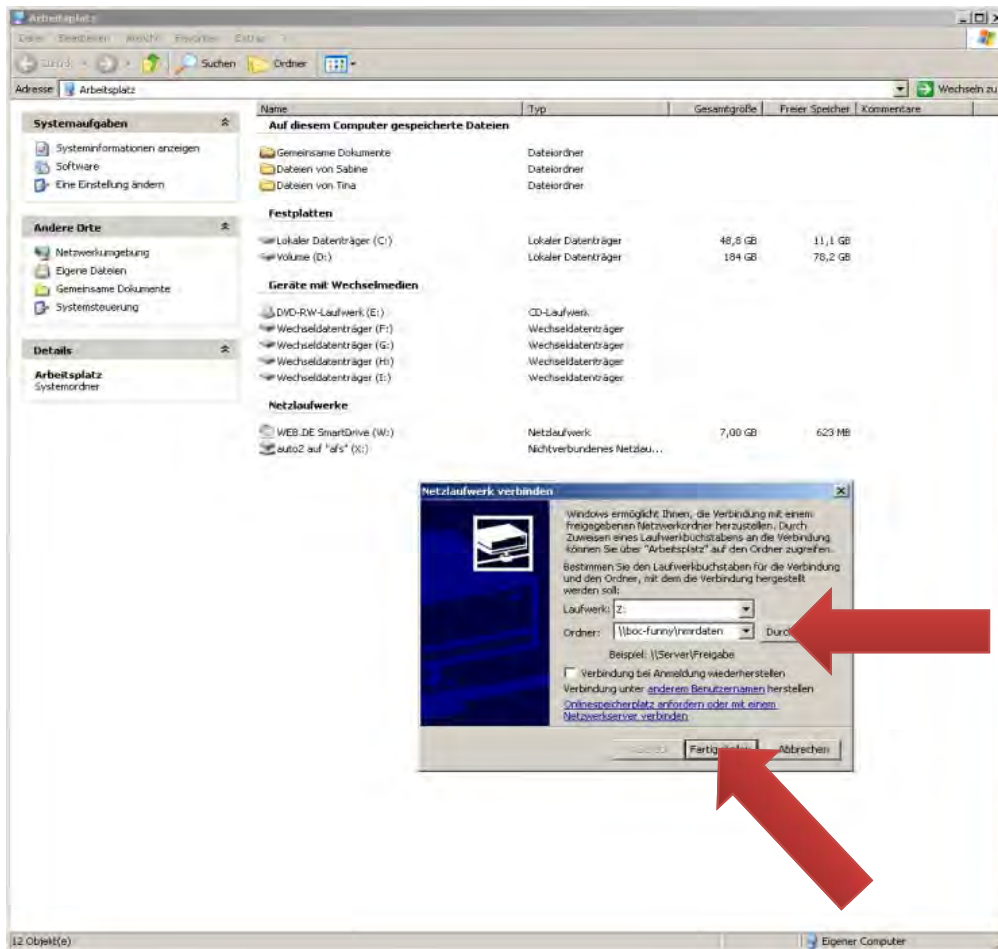 Arbeitsplatz
Datei Bearbeiten Ansicht Favoriten Extras ?
Zurück Suchen Ordner
Adresse Arbeitsplatz Wechseln zu
Name Typ Gesamtgröße Freier Speicher Kommentare
Systemaufgaben
Systeminformationen anzeigen
Software
Eine Einstellung ändern
Andere Orte
Netzwerkumgebung
Eigene Dateien
Gemeinsame Dokumente
Systemsteuerung
Details
Arbeitsplatz
Systemordner
Auf diesem Computer gespeicherte Dateien
Gemeinsame Dokumente Dateiordner
Dateien von Sabine Dateiordner
Dateien von Tina Dateiordner
Festplatten
Lokaler Datenträger (C:) Lokaler Datenträger 48,8 GB 11,1 GB
Volume (D:) Lokaler Datenträger 184 GB 78,2 GB
Geräte mit Wechselmedien
DVD-RW-Laufwerk (E:) CD-Laufwerk
Wechseldatenträger (F:) Wechseldatenträger
Wechseldatenträger (G:) Wechseldatenträger
Wechseldatenträger (H:) Wechseldatenträger
Wechseldatenträger (I:) Wechseldatenträger
Netzlaufwerke
WEB.DE SmartDrive (W:) Netzlaufwerk 7,00 GB 623 MB
auto2 auf "afs" (X:) Nichtverbundenes Netzlau...
Netzlaufwerk verbinden
Windows ermöglicht Ihnen, die Verbindung mit einem
freigegebenen Netzwerkordner herzustellen. Durch
Zuweisen eines Laufwerkbuchstabens an die Verbindung
können Sie über "Arbeitsplatz" auf den Ordner zugreifen.
Bestimmen Sie den Laufwerkbuchstaben für die Verbindung
und den Ordner, mit dem die Verbindung hergestellt
werden soll:
Laufwerk: Z:
Ordner: \\boc-funny\nmrdaten
Beispiel: \\Server\Freigabe
Verbindung bei Anmeldung wiederherstellen
Verbindung unter anderem Benutzernamen herstellen
Onlinespeicherplatz anfordern oder mit einem
Netzwerkserver verbinden
Abbrechen
12 Objekt(e) Eigener Computer